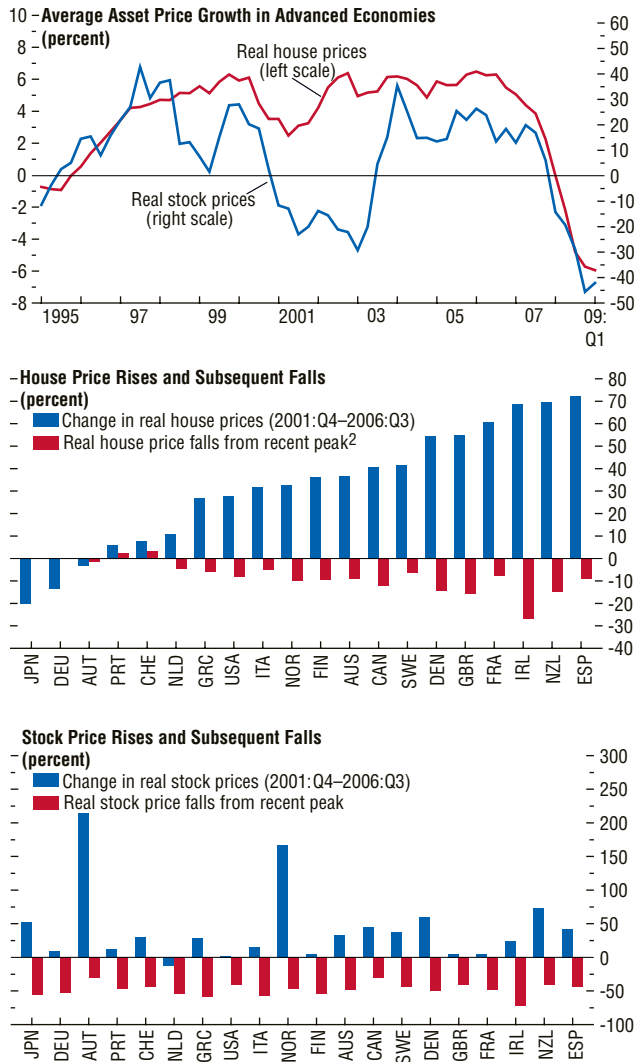 Average Asset Price Growth in Advanced Economies
(percent)
10
8
6
4
2
0
-2
-4
-6
-8
60
50
40
30
20
10
0
-10
-20
-30
-40
-50
Real house prices
(left scale)
Real stock prices
(right scale)
1995 97 99 2001 03 05 07 09:
Q1
House Price Rises and Subsequent Falls
(percent)
Change in real house prices (2001:Q4–2006:Q3)
Real house price falls from recent peak2
80
70
60
50
40
30
20
10
0
-10
-20
-30
-40
JPN DEU AUT PRT CHE NLD GRC USA ITA NOR FIN AUS CAN SWE DEN GBR FRA IRL NZL ESP
Stock Price Rises and Subsequent Falls
(percent)
Change in real stock prices (2001:Q4–2006:Q3)
Real stock price falls from recent peak
300
250
200
150
100
50
0
-50
-100
JPN DEU AUT PRT CHE NLD GRC USA ITA NOR FIN AUS CAN SWE DEN GBR FRA IRL NZL ESP